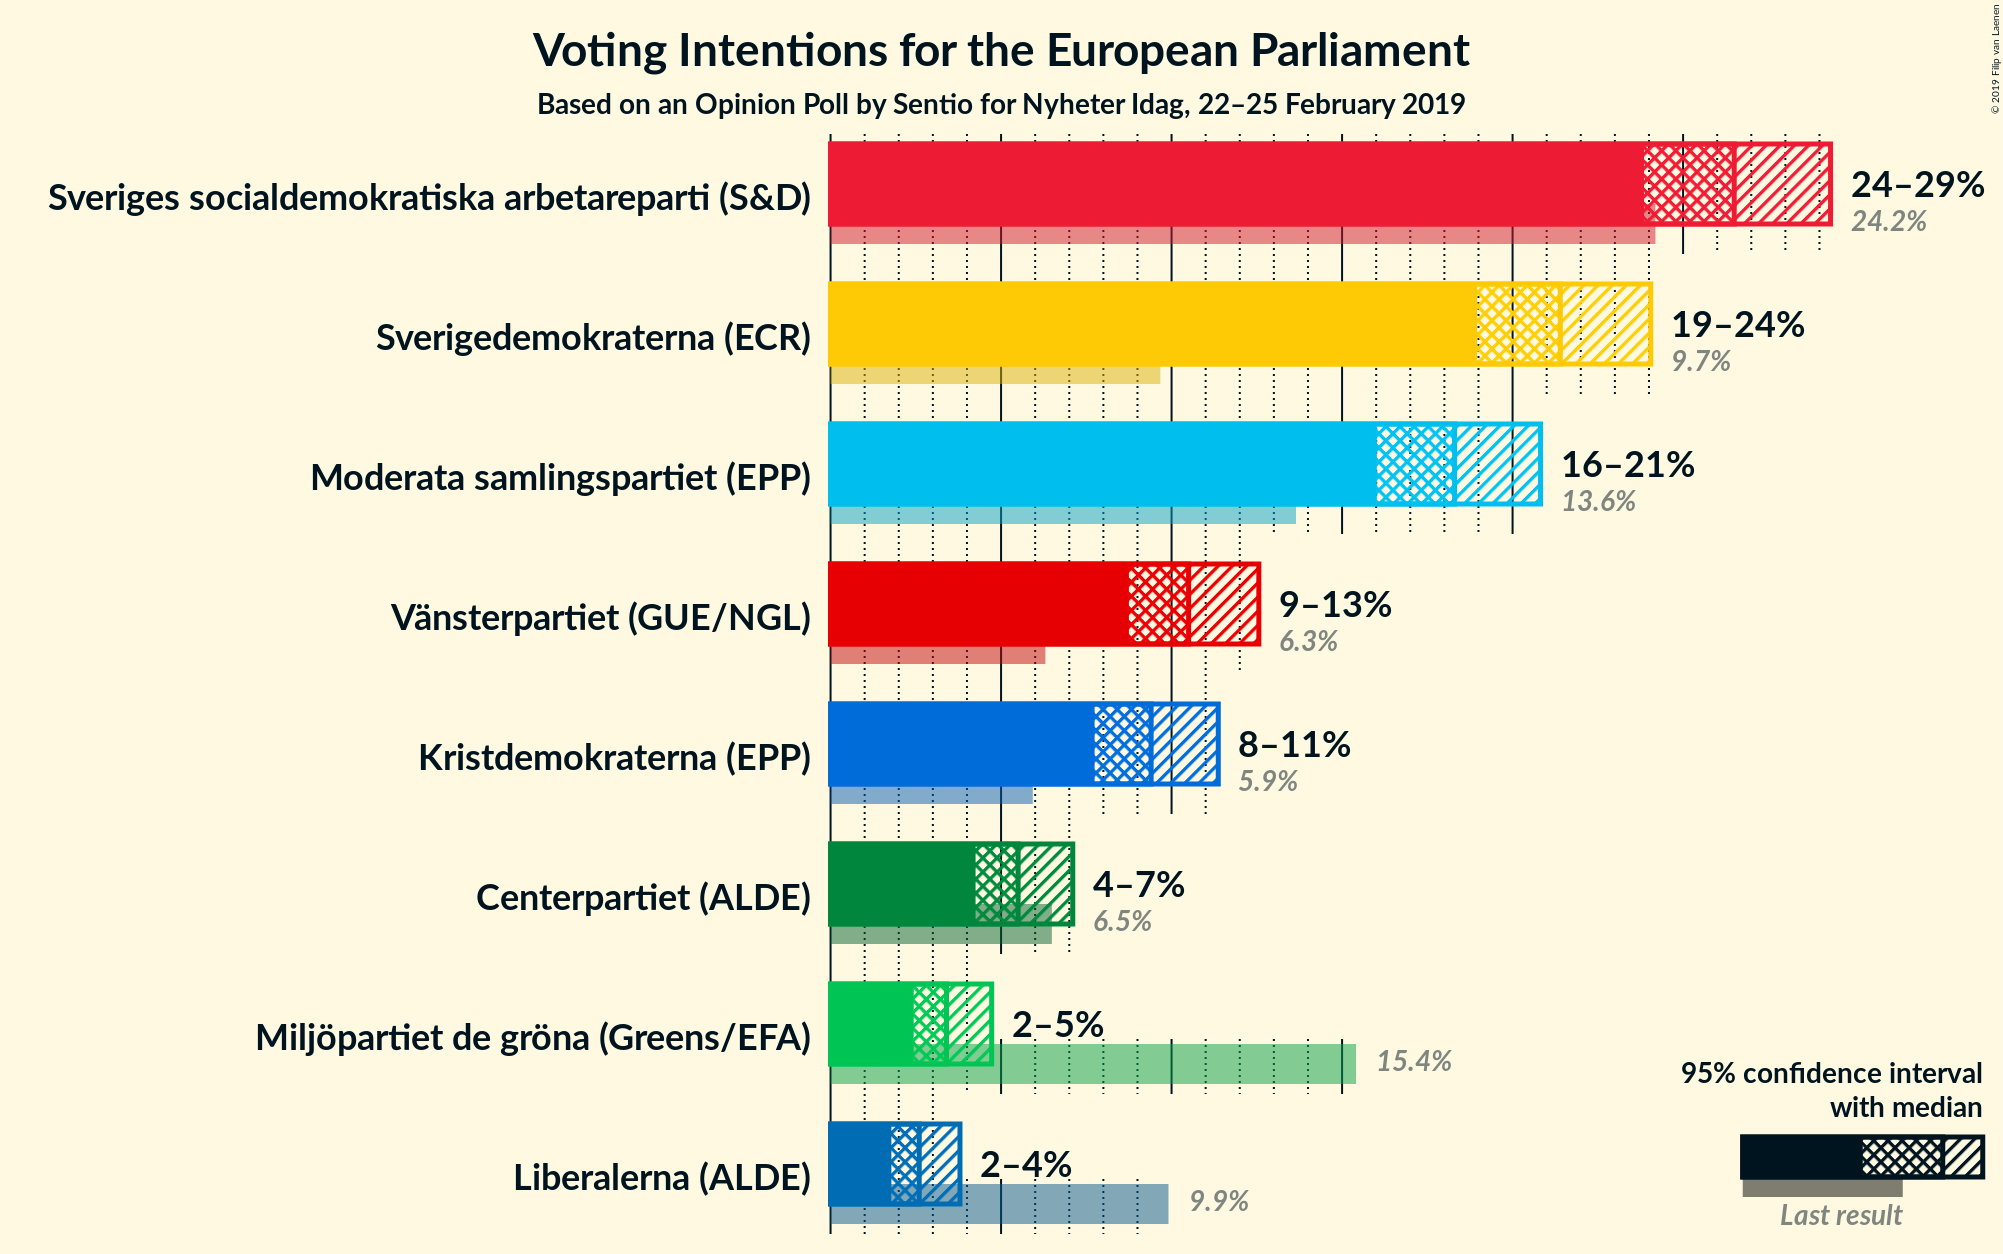 Voting Intentions for the European Parliament
Based on an Opinion Poll by Sentio for Nyheter Idag, 22–25 February 2019
© 2019 Filip van Laenen
Sveriges socialdemokratiska arbetareparti (S&D)
24–29%
24.2%
Sverigedemokraterna (ECR)
19–24%
9.7%
Moderata samlingspartiet (EPP)
16–21%
13.6%
Vänsterpartiet (GUE/NGL)
9–13%
6.3%
Kristdemokraterna (EPP)
8–11%
5.9%
Centerpartiet (ALDE)
4–7%
6.5%
Miljöpartiet de gröna (Greens/EFA)
2–5%
15.4%
Liberalerna (ALDE)
2–4%
9.9%
95% confidence interval
with median
Last result